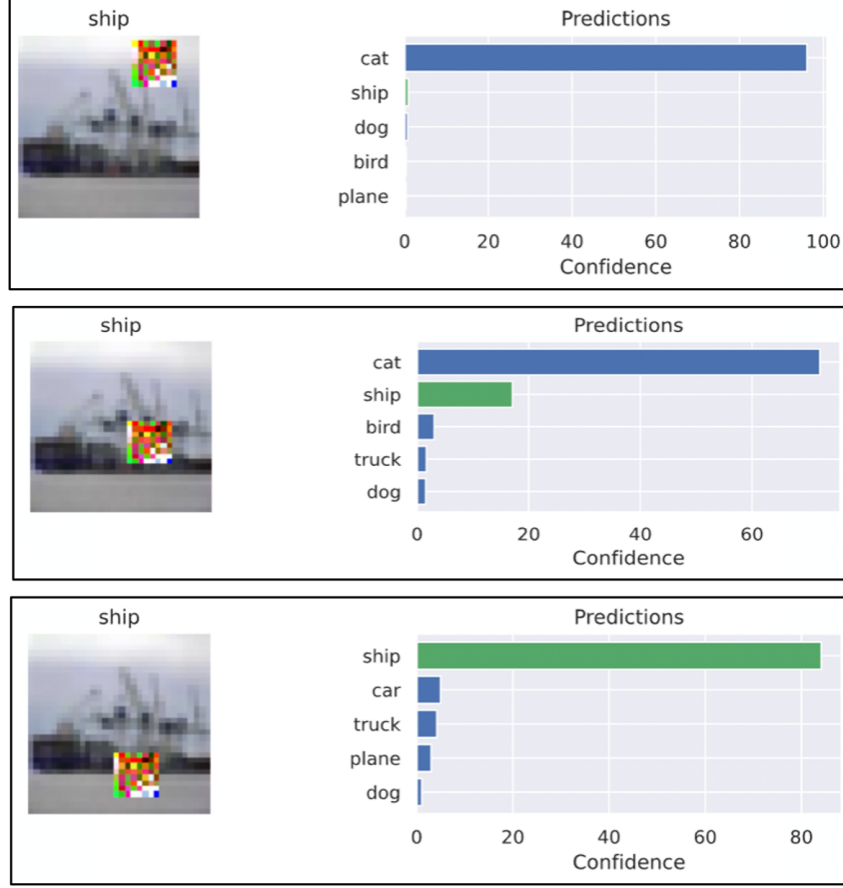 ship
Predictions
cat
ship
dog
bird
plane
0 20 40 60 80 100
Confidence
ship
Predictions
cat
ship
bird
truck
dog
0 20 40 60
Confidence
ship
Predictions
ship
car
truck
plane
dog
0 20 40 60 80
Confidence